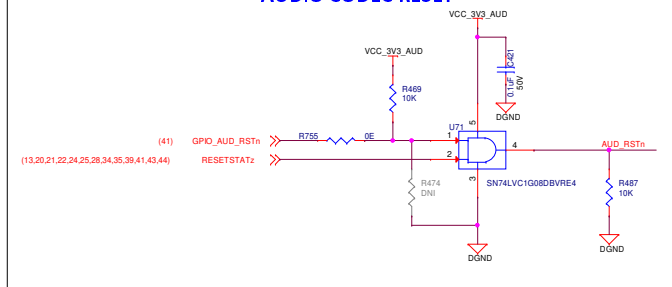 AUDIO CODEC RESET
VCC_3V3_AUD
VCC_3V3_AUD
C421
0.1uF
50V
R469
10K
DGND
U71
5
(41)
GPIO_AUD_RSTn
R755
0E
1
4
AUD_RSTn
(13,20,21,22,24,25,28,34,35,39,41,43,44)
RESETSTATz
2
3
R474
DNI
SN74LVC1G08DBVRE4
R487
10K
DGND
DGND